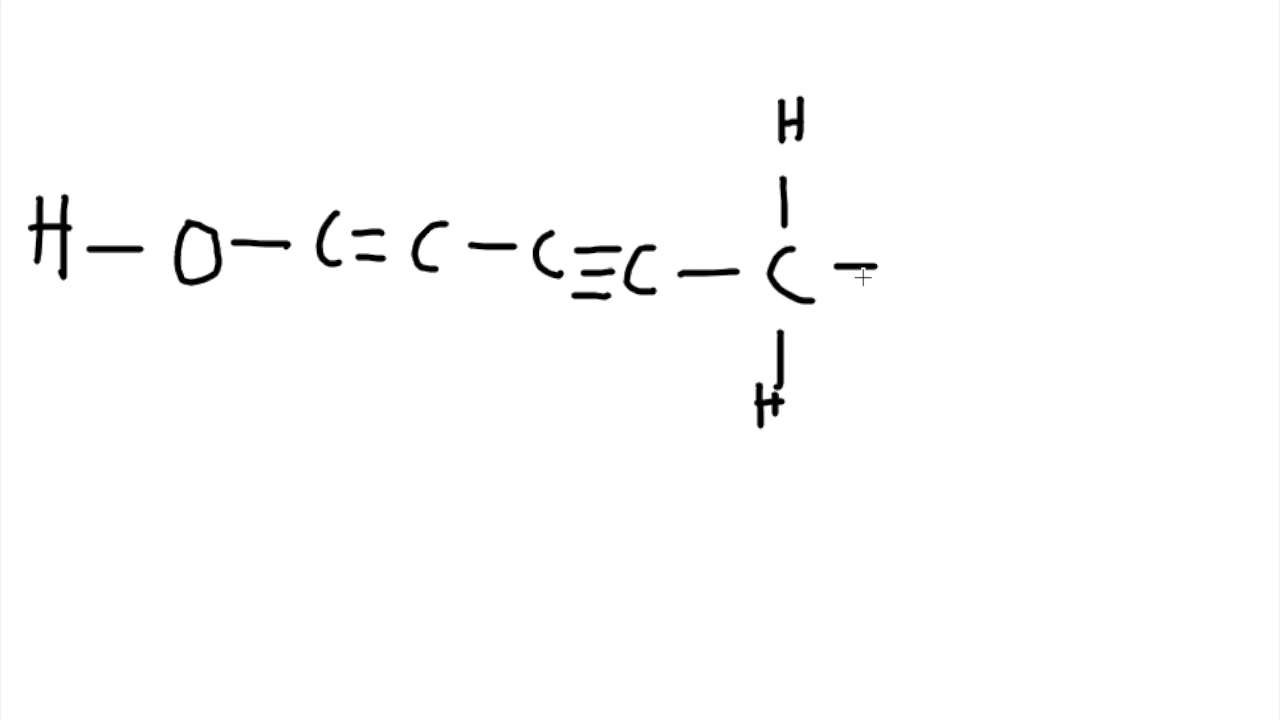 H
H — O — C = C — C ≡ C — C —
H